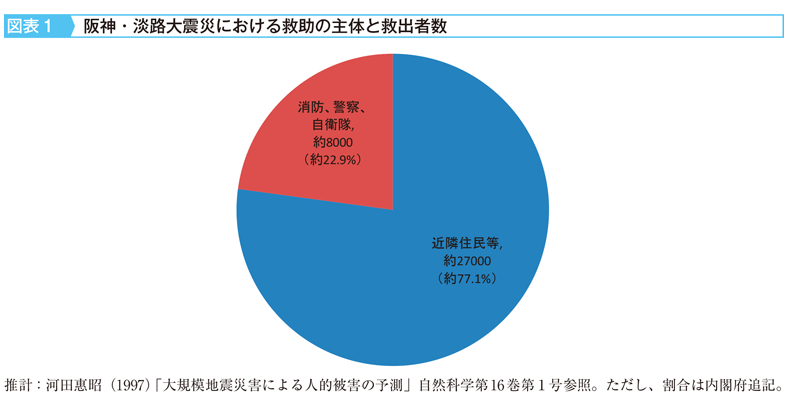 図表1 阪神・淡路大震災における救助の主体と救出者数
消防、警察、
自衛隊,
約8000
（約22.9%）
近隣住民等,
約27000
（約77.1%）
推計：河田惠昭（1997）「大規模地震災害による人的被害の予測」自然科学第16巻第1号参照。ただし、割合は内閣府追記。